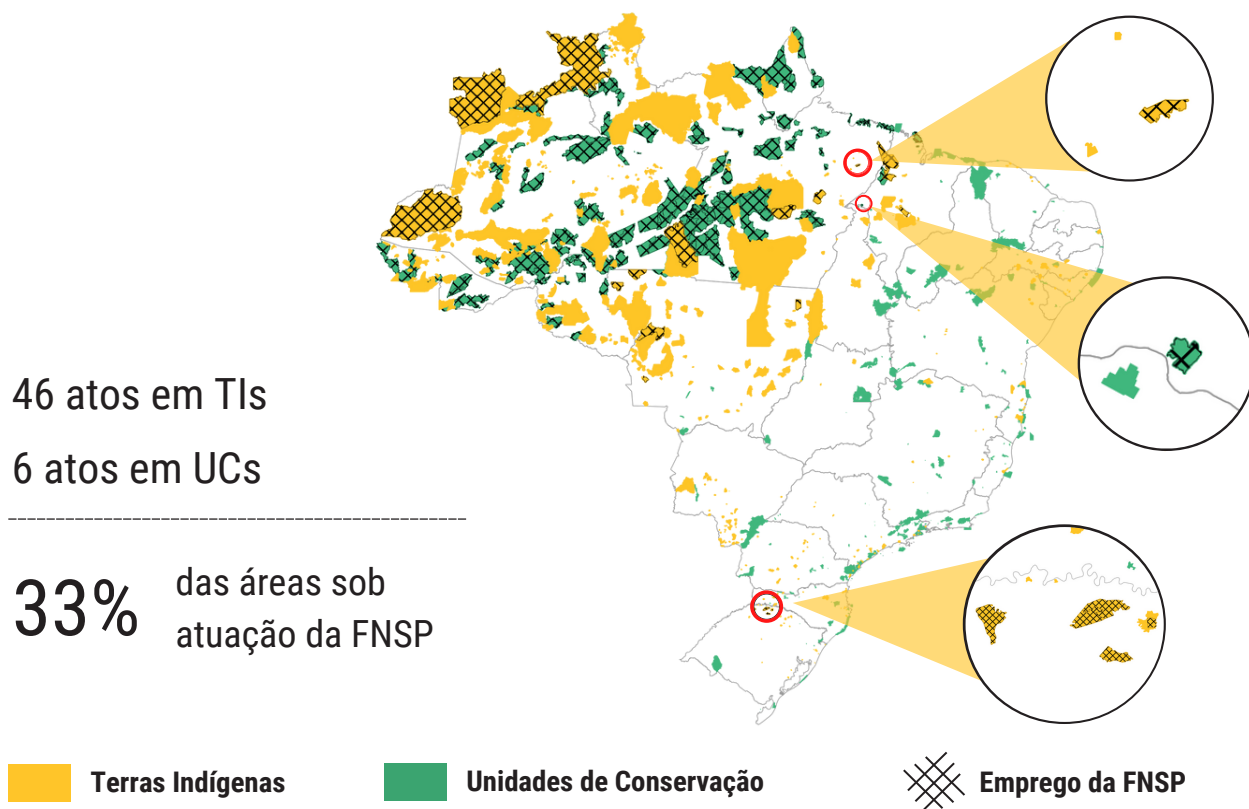 46 atos em TIs
6 atos em UCs
33%
das áreas sob
atuação da FNSP
Terras Indígenas
Unidades de Conservação
Emprego da FNSP